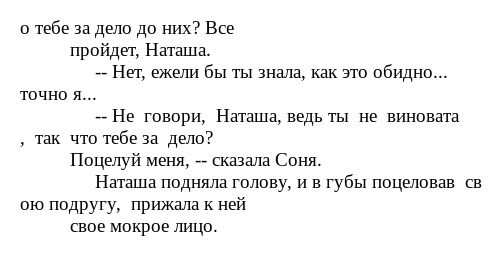 о тебе за дело до них? Все
пройдет, Наташа.
-- Нет, ежели бы ты знала, как это обидно...
точно я...
-- Не говори, Наташа, ведь ты не виновата
, так что тебе за дело?
Поцелуй меня, -- сказала Соня.
Наташа подняла голову, и в губы поцеловав св
ою подругу, прижала к ней
свое мокрое лицо.